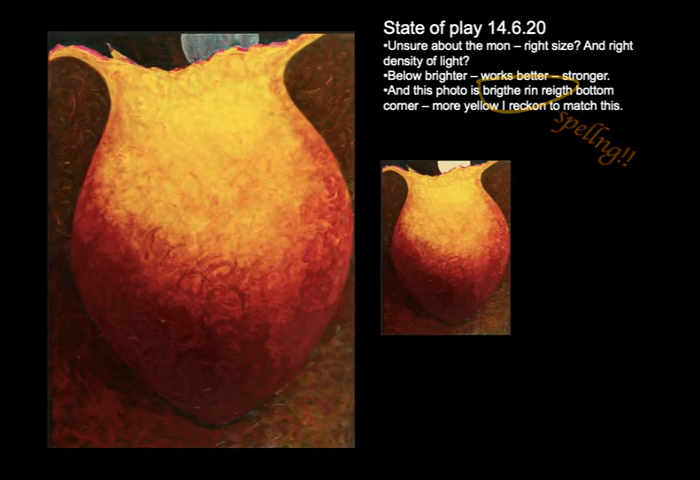 State of play 14.6.20
•Unsure about the mon – right size? And right
density of light?
•Below brighter – works better – stronger.
•And this photo is brigthe rin reigth bottom
corner – more yellow I reckon to match this.
spellng!!